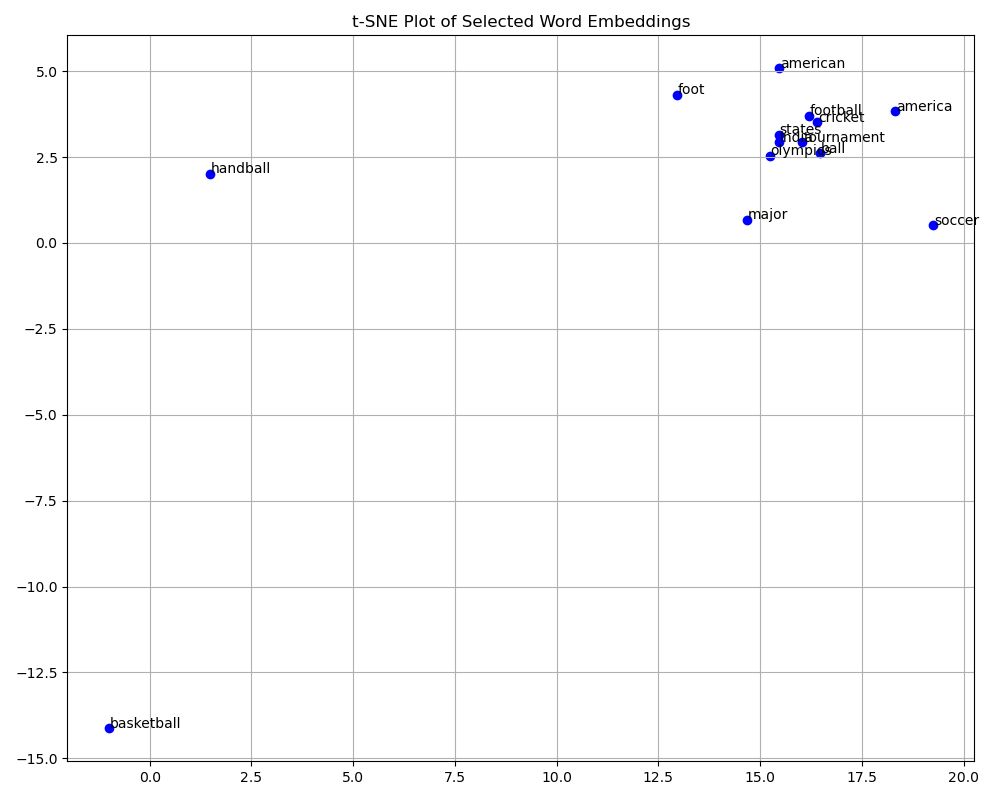 t-SNE Plot of Selected Word Embeddings
5.0
2.5
0.0
−2.5
−5.0
−7.5
−10.0
−12.5
−15.0
american
foot
america
football
cricket
states
india
tournament
ball
olympics
handball
major
soccer
basketball
0.0
2.5
5.0
7.5
10.0
12.5
15.0
17.5
20.0